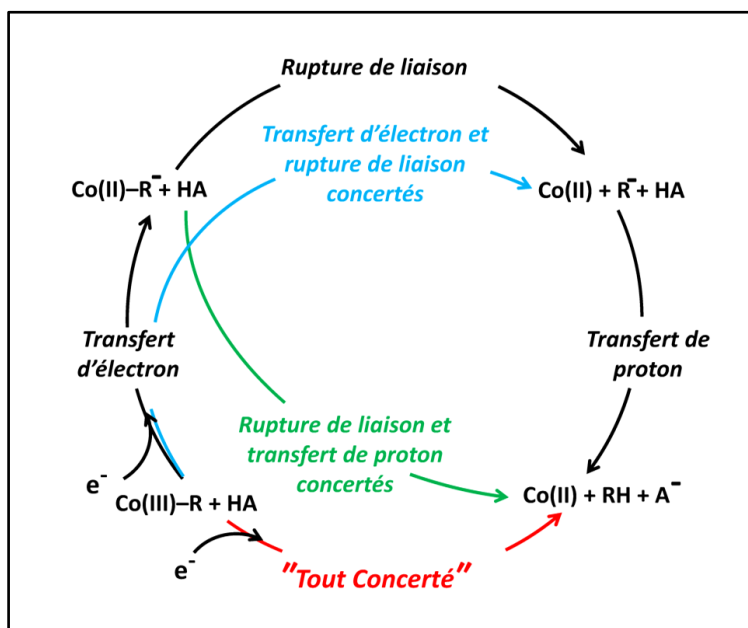 Rupture de liaison
Transfert d'électron et
rupture de liaison
concertés
Co(II)–R⁻+ HA
Co(II) + R⁻+ HA
Transfert
d'électron
Transfert de
proton
Rupture de liaison et
transfert de proton
concertés
e⁻
Co(III)–R + HA
Co(II) + RH + A⁻
e⁻
"Tout Concerté"